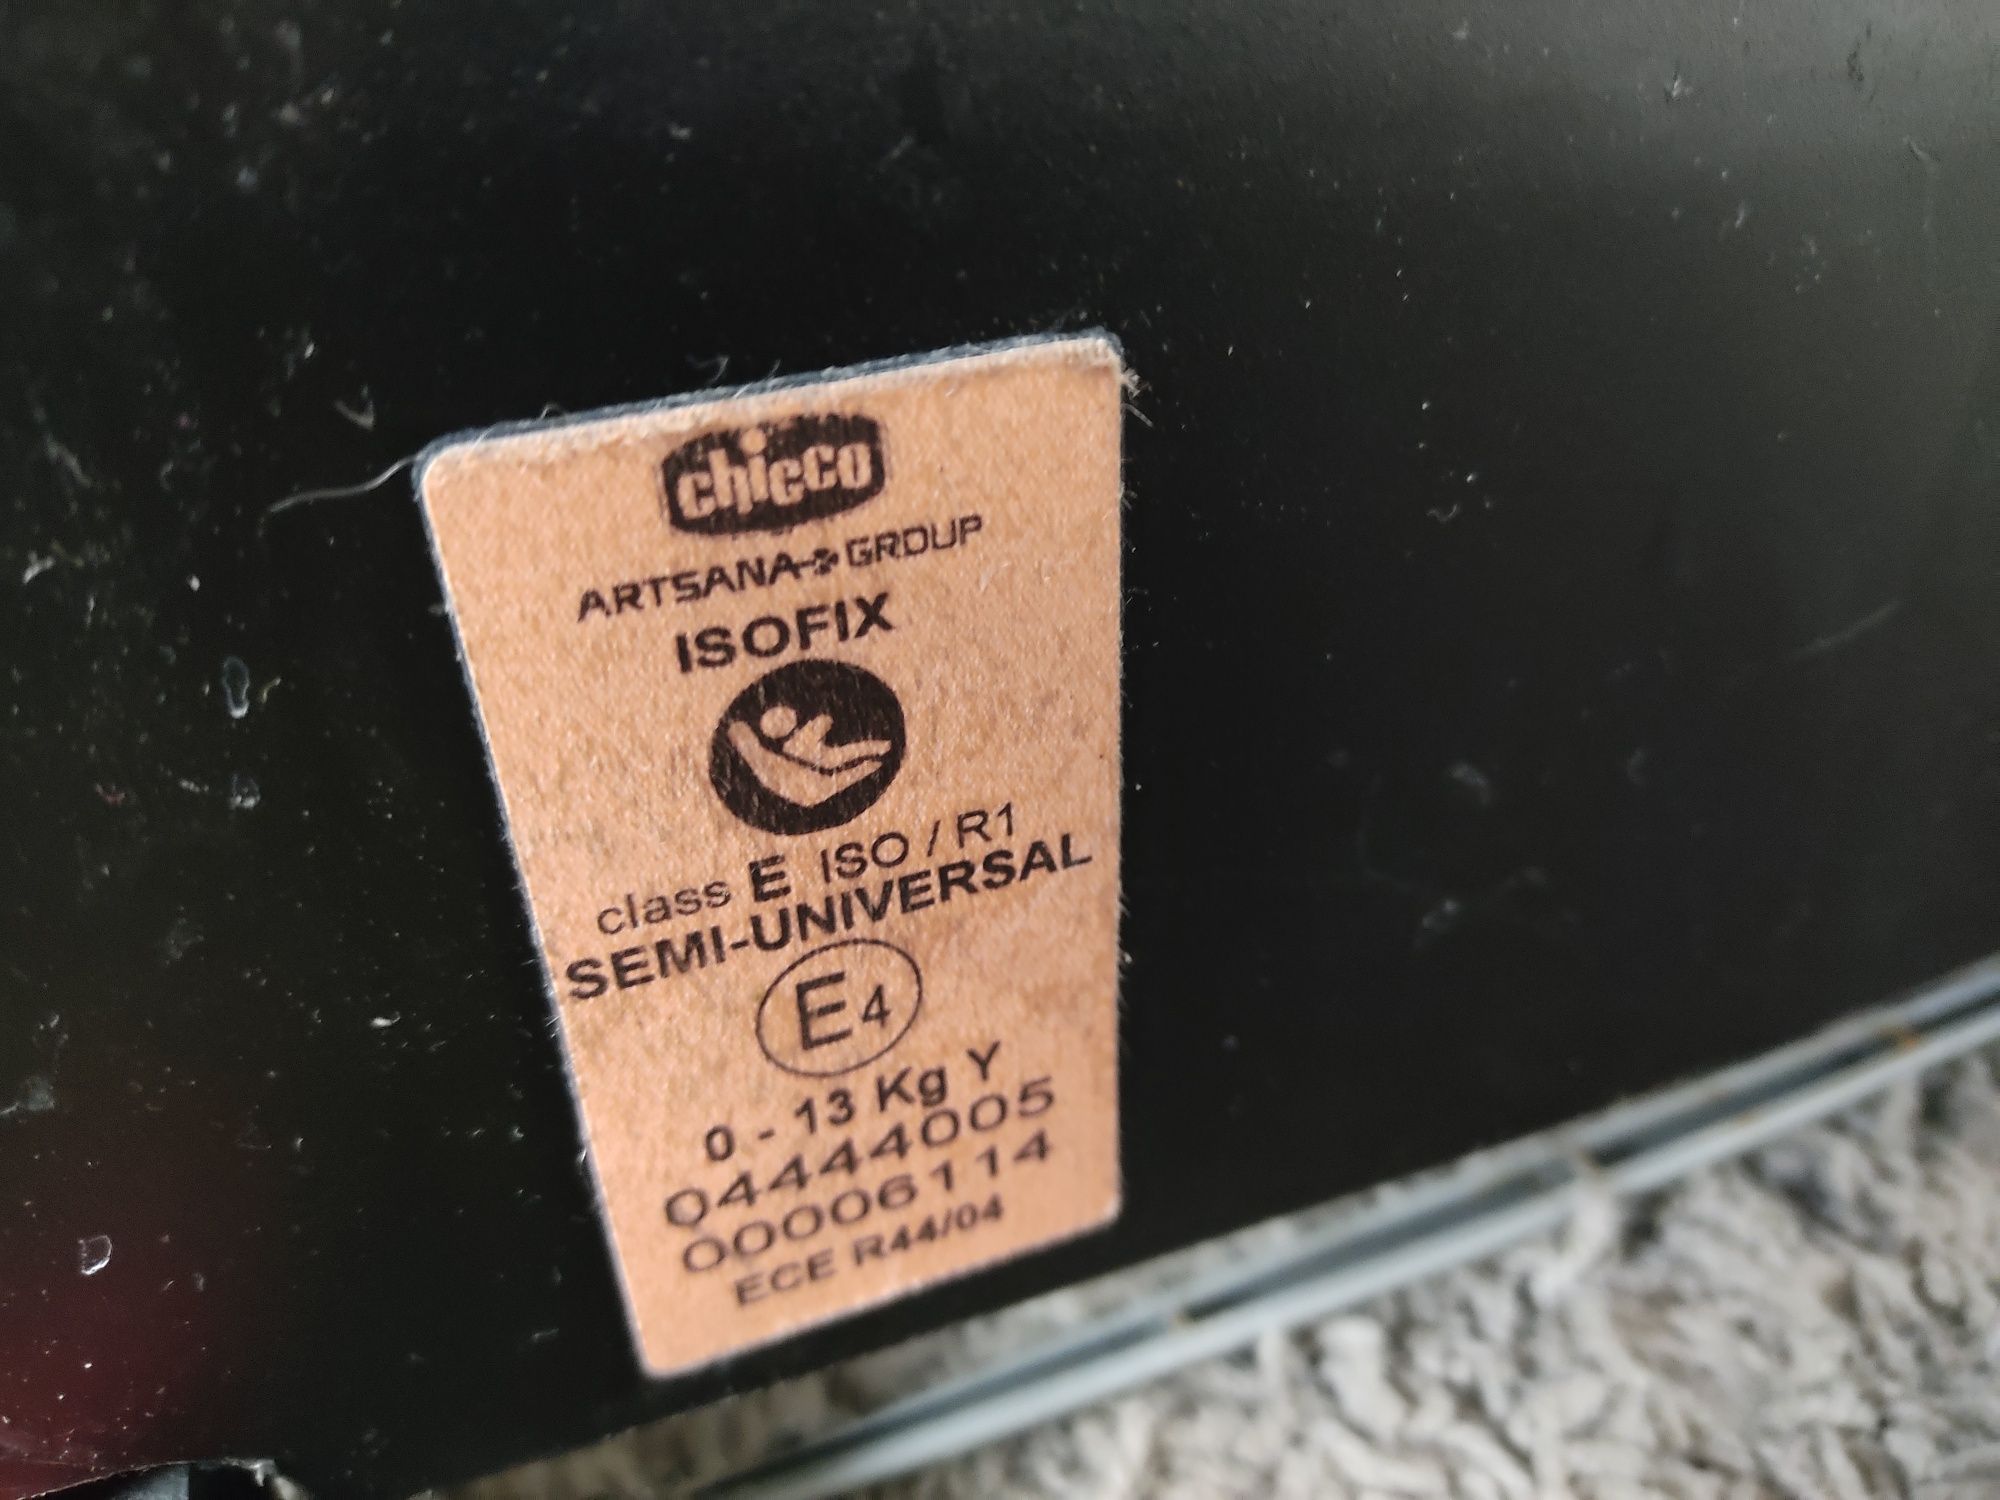 chicco
ARTSANA GROUP
ISOFIX
class E ISO / R1
SEMI-UNIVERSAL
E4
0 - 13 Kg Y
04444005
00006114
ECE R44/04